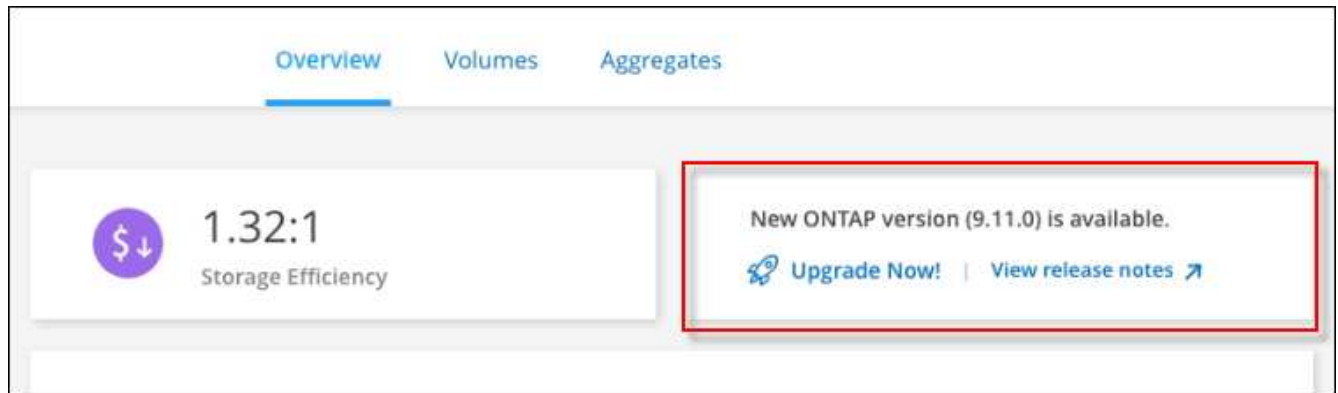 Overview Volumes Aggregates
1.32:1
Storage Efficiency
New ONTAP version (9.11.0) is available.
Upgrade Now! | View release notes